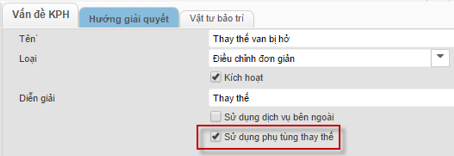 Vấn đề KPH Hướng giải quyết Vật tư bảo trì
Tên* Thay thế van bị hở
Loại Điều chỉnh đơn giản
Kích hoạt
Diễn giải Thay thế
Sử dụng dịch vụ bên ngoài
Sử dụng phụ tùng thay thế